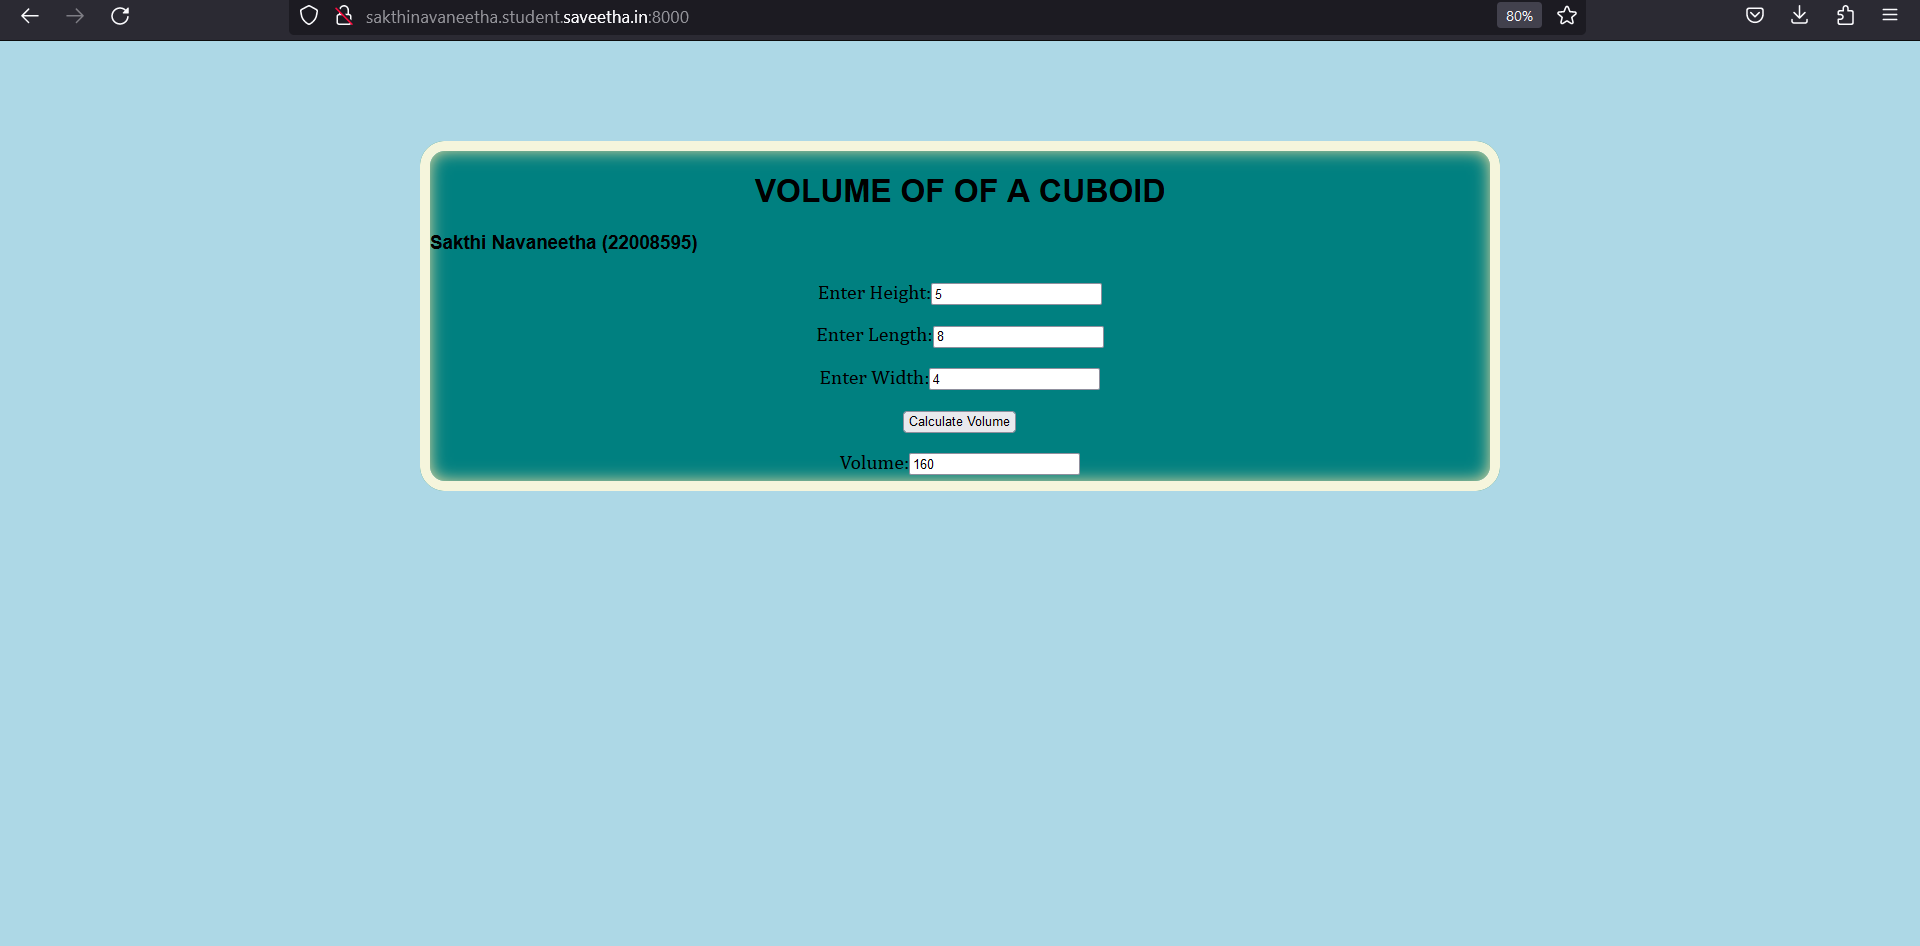 sakthinavaneetha.student.saveetha.in:8000 80%
VOLUME OF OF A CUBOID
Sakthi Navaneetha (22008595)
Enter Height: 5
Enter Length: 8
Enter Width: 4
Calculate Volume
Volume: 160